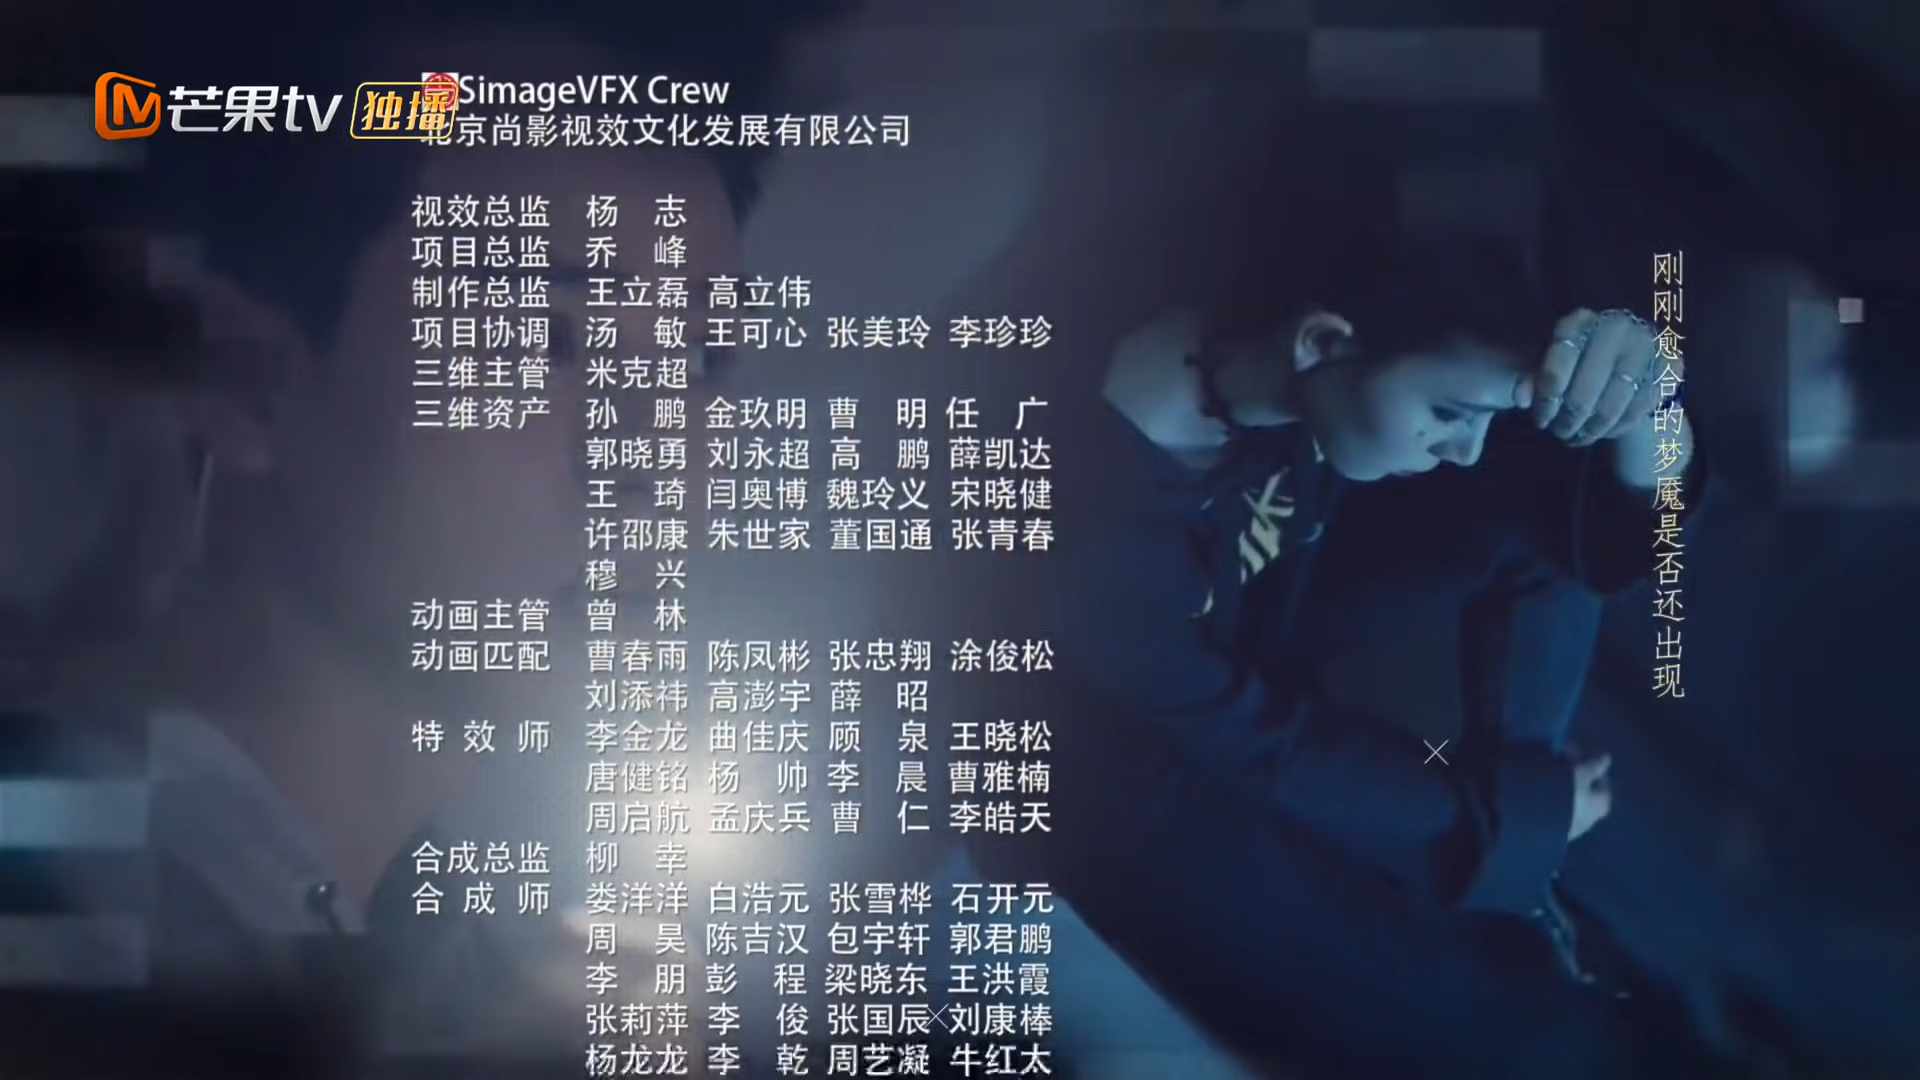 芒果tv 独播
SimageVFX Crew
北京尚影视效文化发展有限公司
视效总监 杨 志
项目总监 乔 峰
制作总监 王立磊 高立伟
项目协调 汤 敏 王可心 张美玲 李珍珍
三维主管 米克超
三维资产 孙 鹏 金玖明 曹 明 任 广
郭晓勇 刘永超 高 鹏 薛凯达
王 琦 闫奥博 魏玲义 宋晓健
许邵康 朱世家 董国通 张青春
穆 兴
动画主管 曾 林
动画匹配 曹春雨 陈凤彬 张忠翔 涂俊松
刘添祎 高澎宇 薛 昭
特效师 李金龙 曲佳庆 顾 泉 王晓松
唐健铭 杨 帅 李 晨 曹雅楠
周启航 孟庆兵 曹 仁 李皓天
合成总监 柳 幸
合成师 娄洋洋 白浩元 张雪桦 石开元
周 昊 陈吉汉 包宇轩 郭君鹏
李 朋 彭 程 梁晓东 王洪霞
张莉萍 李 俊 张国辰 刘康棒
杨龙龙 李 乾 周艺凝 牛红太
刚刚愈合的梦魇是否还出现